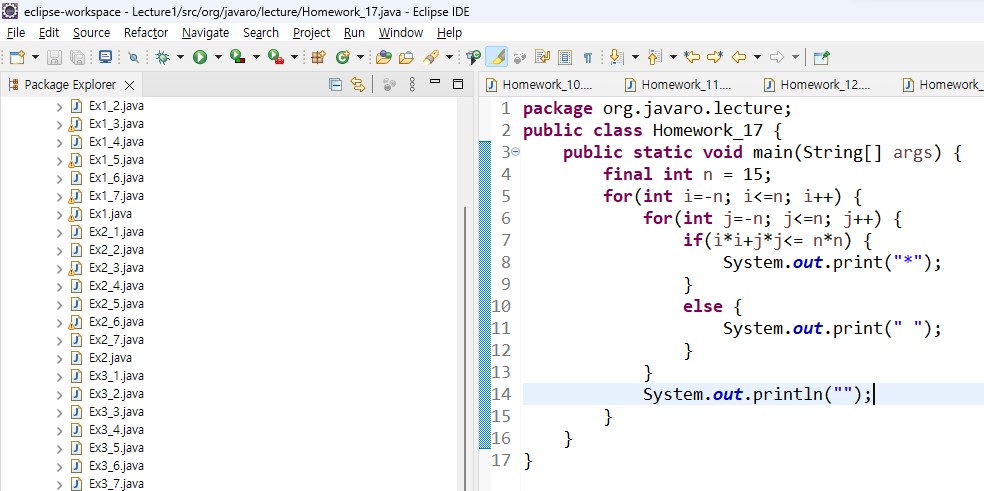 eclipse-workspace - Lecture1/src/org/javaro/lecture/Homework_17.java - Eclipse IDE
File Edit Source Refactor Navigate Search Project Run Window Help
Package Explorer
Ex1_2.java
Ex1_3.java
Ex1_4.java
Ex1_5.java
Ex1_6.java
Ex1_7.java
Ex1.java
Ex2_1.java
Ex2_2.java
Ex2_3.java
Ex2_4.java
Ex2_5.java
Ex2_6.java
Ex2_7.java
Ex2.java
Ex3_1.java
Ex3_2.java
Ex3_3.java
Ex3_4.java
Ex3_5.java
Ex3_6.java
Ex3_7.java
Homework_10.... Homework_11.... Homework_12.... Homework_
1 package org.javaro.lecture;
2 public class Homework_17 {
3 public static void main(String[] args) {
4 final int n = 15;
5 for(int i=-n; i<=n; i++) {
6 for(int j=-n; j<=n; j++) {
7 if(i*i+j*j<= n*n) {
8 System.out.print("*");
9 }
10 else {
11 System.out.print(" ");
12 }
13 }
14 System.out.println("");
15 }
16 }
17 }